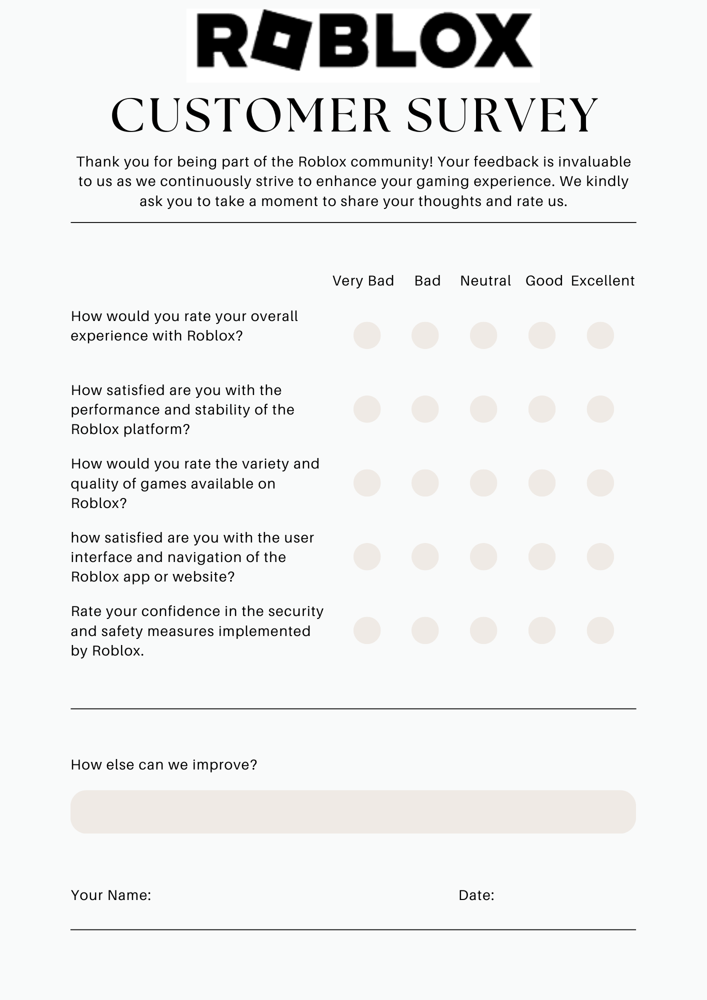 ROBLOX
CUSTOMER SURVEY
Thank you for being part of the Roblox community! Your feedback is invaluable
to us as we continuously strive to enhance your gaming experience. We kindly
ask you to take a moment to share your thoughts and rate us.
Very Bad Bad Neutral Good Excellent
How would you rate your overall
experience with Roblox?
How satisfied are you with the
performance and stability of the
Roblox platform?
How would you rate the variety and
quality of games available on
Roblox?
how satisfied are you with the user
interface and navigation of the
Roblox app or website?
Rate your confidence in the security
and safety measures implemented
by Roblox.
How else can we improve?
Your Name: Date: